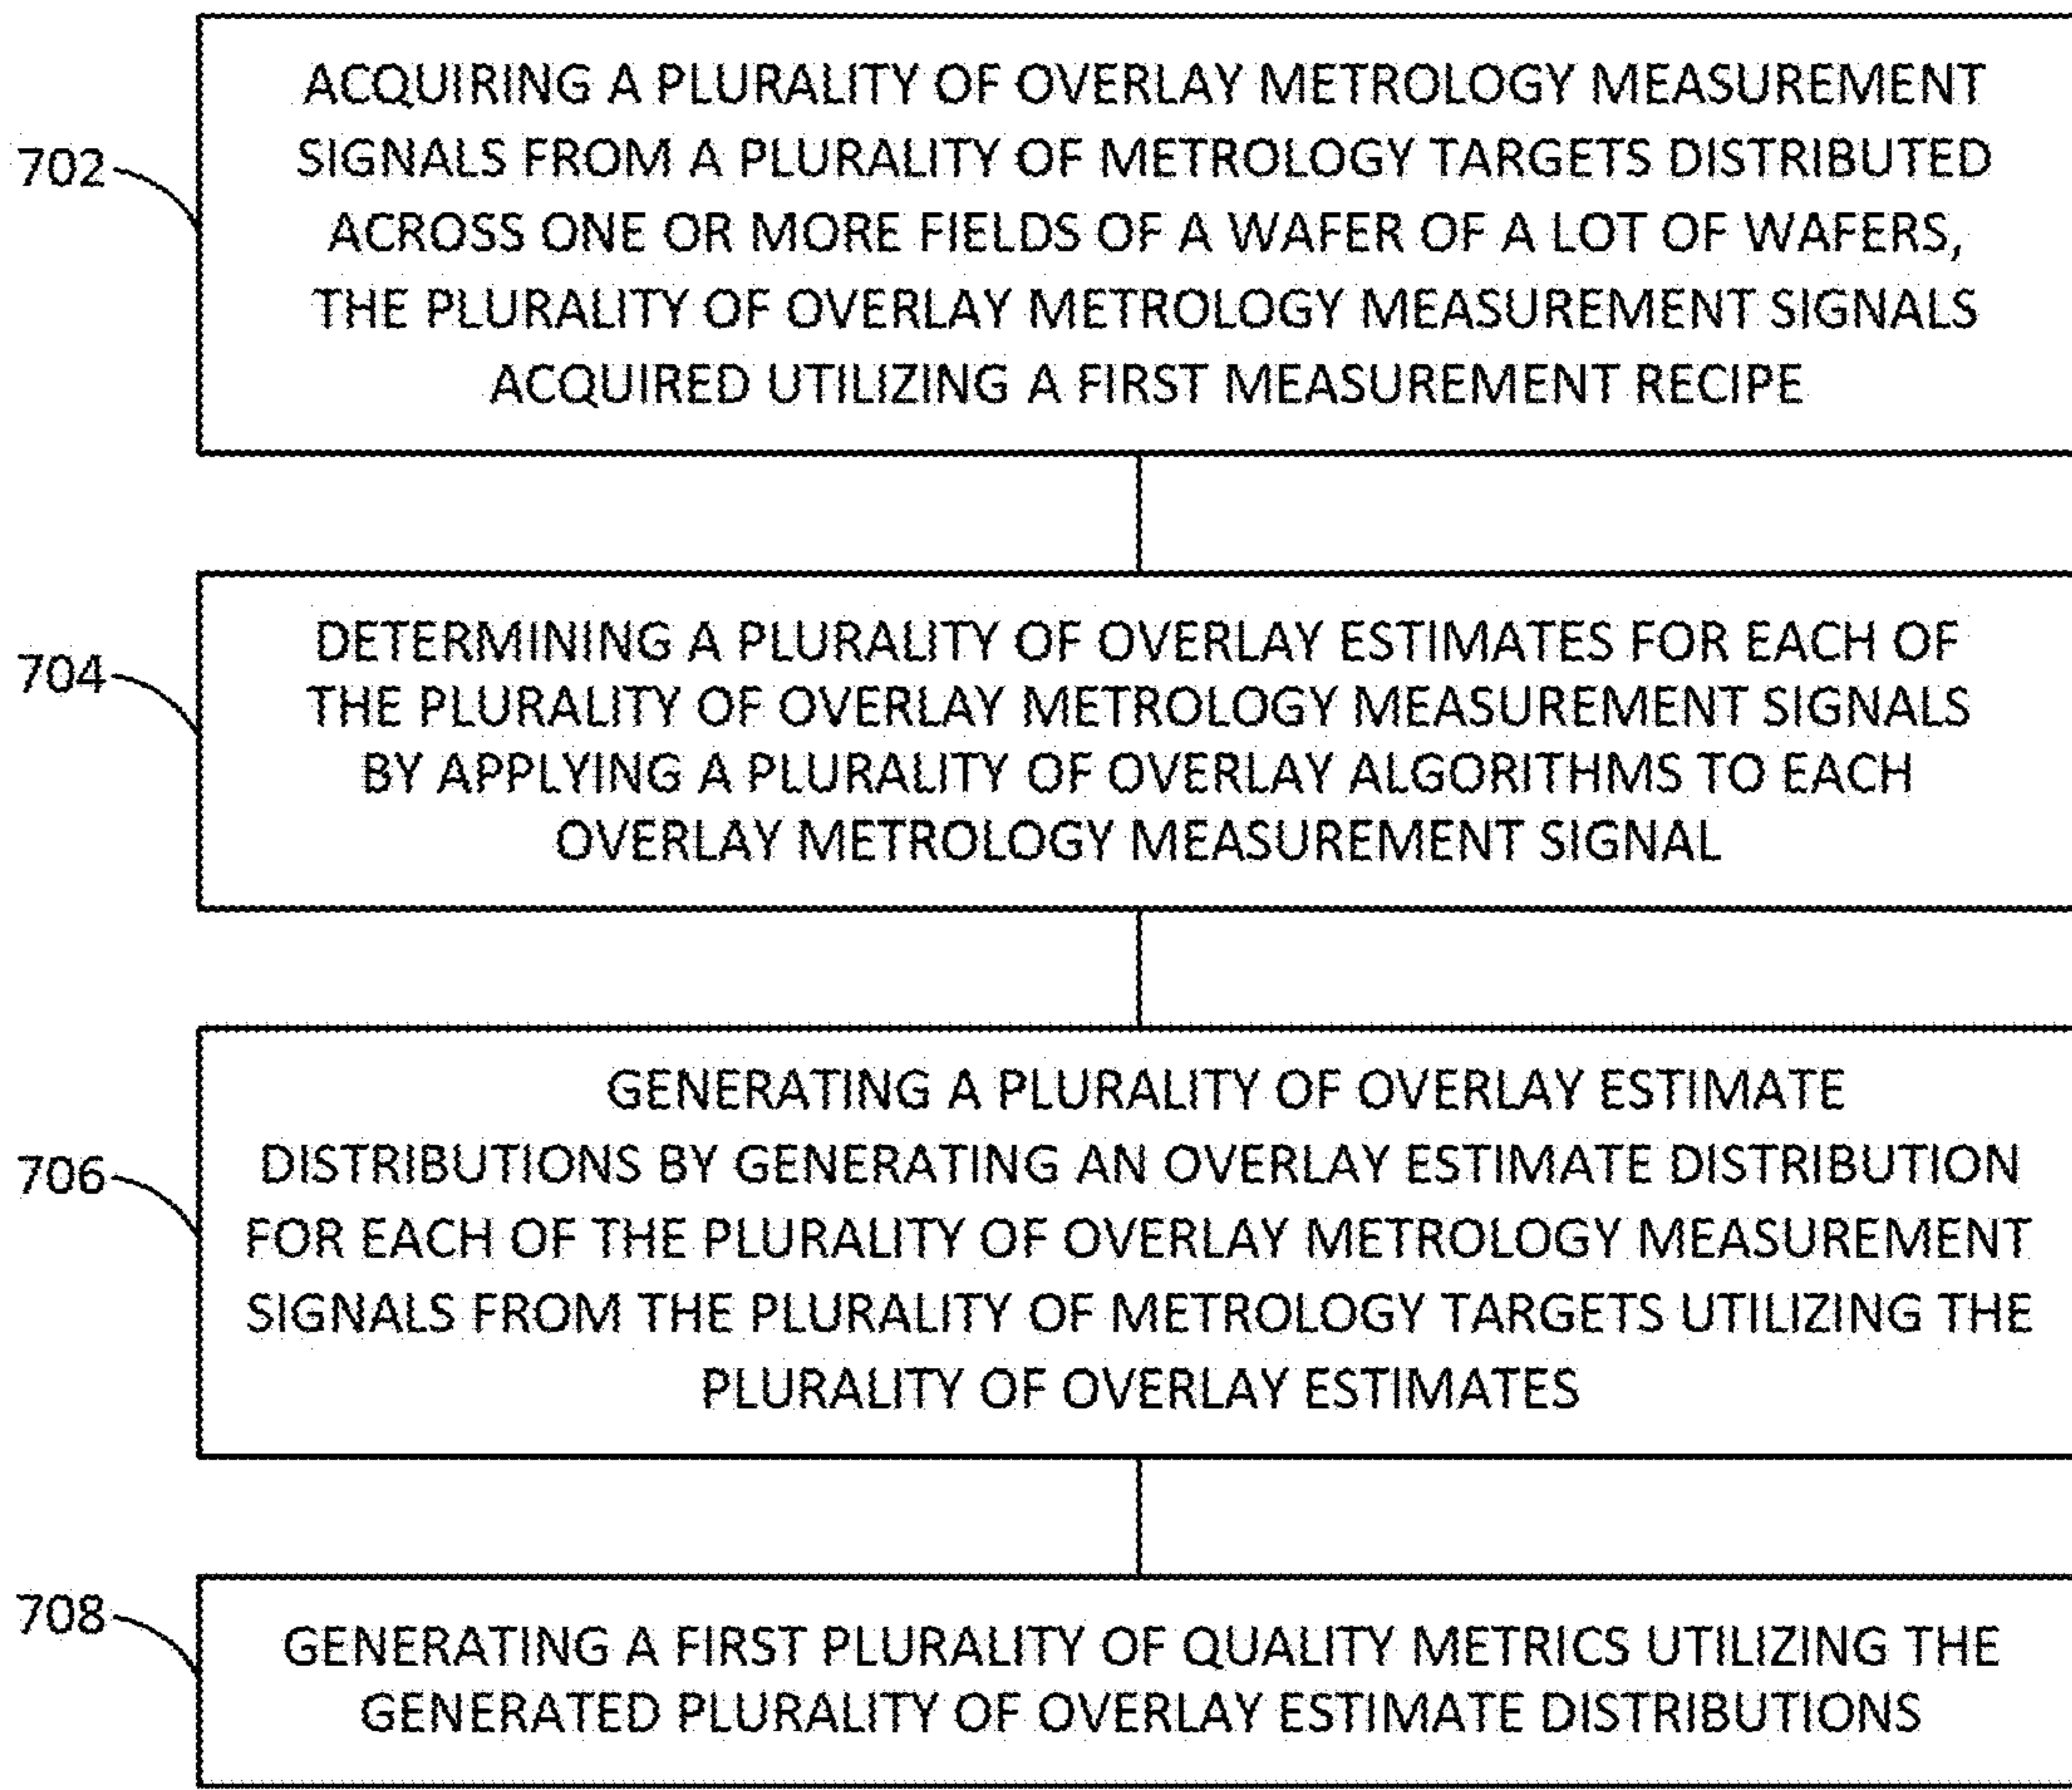 702
ACQUIRING A PLURALITY OF OVERLAY METROLOGY MEASUREMENT
SIGNALS FROM A PLURALITY OF METROLOGY TARGETS DISTRIBUTED
ACROSS ONE OR MORE FIELDS OF A WAFER OF A LOT OF WAFERS,
THE PLURALITY OF OVERLAY METROLOGY MEASUREMENT SIGNALS
ACQUIRED UTILIZING A FIRST MEASUREMENT RECIPE
704
DETERMINING A PLURALITY OF OVERLAY ESTIMATES FOR EACH OF
THE PLURALITY OF OVERLAY METROLOGY MEASUREMENT SIGNALS
BY APPLYING A PLURALITY OF OVERLAY ALGORITHMS TO EACH
OVERLAY METROLOGY MEASUREMENT SIGNAL
706
GENERATING A PLURALITY OF OVERLAY ESTIMATE
DISTRIBUTIONS BY GENERATING AN OVERLAY ESTIMATE DISTRIBUTION
FOR EACH OF THE PLURALITY OF OVERLAY METROLOGY MEASUREMENT
SIGNALS FROM THE PLURALITY OF METROLOGY TARGETS UTILIZING THE
PLURALITY OF OVERLAY ESTIMATES
708
GENERATING A FIRST PLURALITY OF QUALITY METRICS UTILIZING THE
GENERATED PLURALITY OF OVERLAY ESTIMATE DISTRIBUTIONS